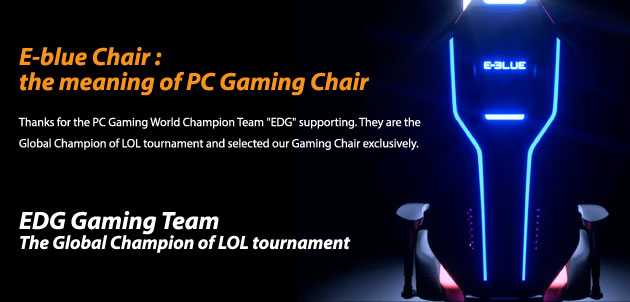 E-BLUE
E-blue Chair :
the meaning of PC Gaming Chair
Thanks for the PC Gaming World Champion Team "EDG" supporting. They are the
Global Champion of LOL tournament and selected our Gaming Chair exclusively.
EDG Gaming Team
The Global Champion of LOL tournament